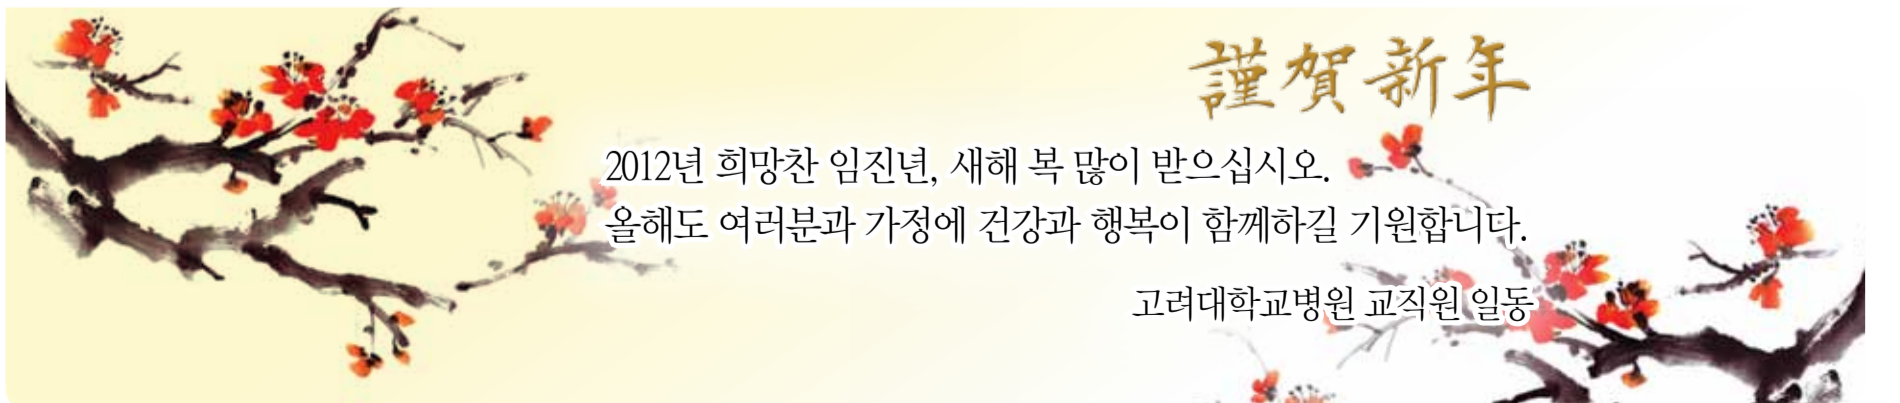 謹賀新年
2012년 희망찬 임진년, 새해 복 많이 받으십시오.
올해도 여러분과 가정에 건강과 행복이 함께하길 기원합니다.
고려대학교병원 교직원 일동